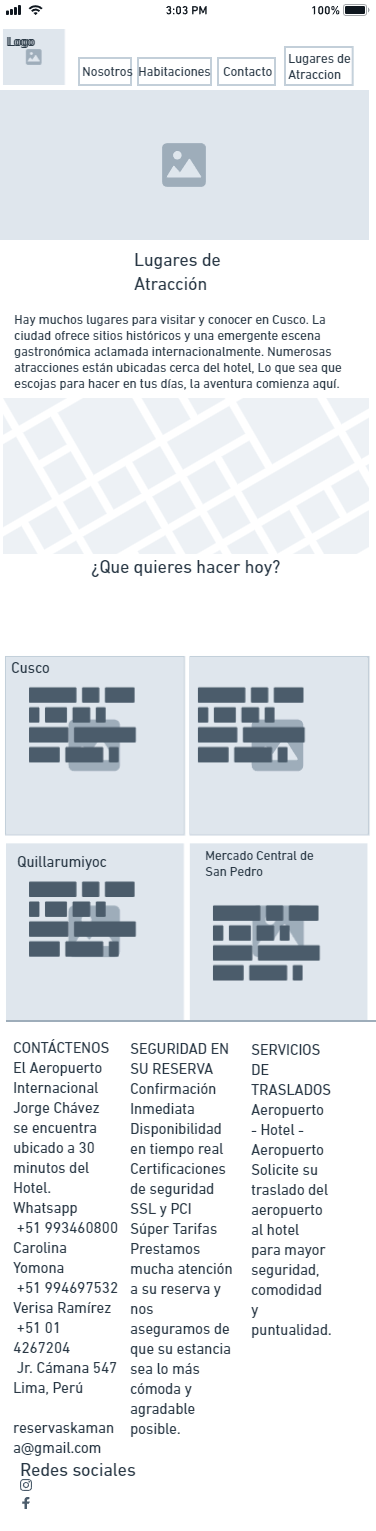 3:03 PM
100%
Logo
Nosotros
Habitaciones
Contacto
Lugares de
Atraccion
Lugares de
Atracción
Hay muchos lugares para visitar y conocer en Cusco. La
ciudad ofrece sitios históricos y una emergente escena
gastronómica aclamada internacionalmente. Numerosas
atracciones están ubicadas cerca del hotel, Lo que sea que
escojas para hacer en tus días, la aventura comienza aquí.
¿Que quieres hacer hoy?
Cusco
Quillarumiyoc
Mercado Central de
San Pedro
CONTÁCTENOS
El Aeropuerto
Internacional
Jorge Chávez
se encuentra
ubicado a 30
minutos del
Hotel.
Whatsapp
+51 993460800
Carolina
Yomona
+51 994697532
Verisa Ramírez
+51 01
4267204
Jr. Cámana 547
Lima, Perú
reservaskaman
a@gmail.com
SEGURIDAD EN
SU RESERVA
Confirmación
Inmediata
Disponibilidad
en tiempo real
Certificaciones
de seguridad
SSL y PCI
Súper Tarifas
Prestamos
mucha atención
a su reserva y
nos
aseguramos de
que su estancia
sea lo más
cómoda y
agradable
posible.
SERVICIOS
DE
TRASLADOS
Aeropuerto
- Hotel -
Aeropuerto
Solicite su
traslado del
aeropuerto
al hotel
para mayor
seguridad,
comodidad
y
puntualidad.
Redes sociales